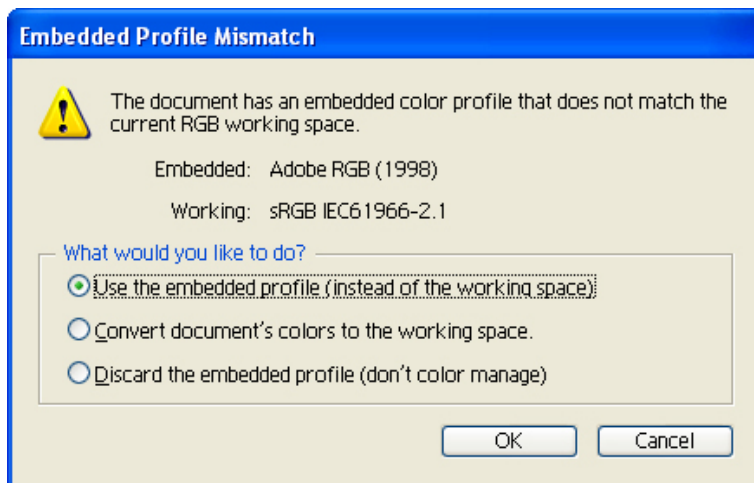 Embedded Profile Mismatch
The document has an embedded color profile that does not match the
current RGB working space.
Embedded: Adobe RGB (1998)
Working: sRGB IEC61966-2.1
What would you like to do?
Use the embedded profile (instead of the working space)
Convert document's colors to the working space.
Discard the embedded profile (don't color manage)
OK Cancel